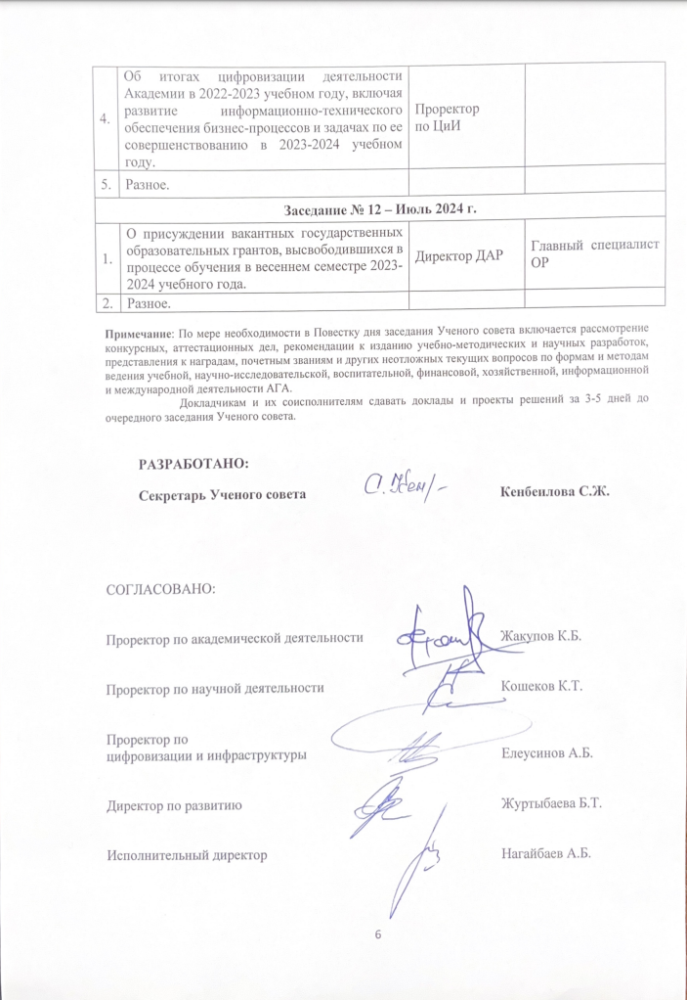 Об итогах цифровизации деятельности
Академии в 2022-2023 учебном году, включая
4. развитие информационно-технического Проректор
обеспечения бизнес-процессов и задачах по ее по ЦиИ
совершенствованию в 2023-2024 учебном
году.
5. Разное.
Заседание № 12 – Июль 2024 г.
О присуждении вакантных государственных
1. образовательных грантов, высвободившихся в Директор ДАР Главный специалист
процессе обучения в весеннем семестре 2023- ОР
2024 учебного года.
2. Разное.
Примечание: По мере необходимости в Повестку дня заседания Ученого совета включается рассмотрение
конкурсных, аттестационных дел, рекомендации к изданию учебно-методических и научных разработок,
представления к наградам, почетным званиям и других неотложных текущих вопросов по формам и методам
ведения учебной, научно-исследовательской, воспитательной, финансовой, хозяйственной, информационной
и международной деятельности АГА.
Докладчикам и их соисполнителям сдавать доклады и проекты решений за 3-5 дней до
очередного заседания Ученого совета.
РАЗРАБОТАНО:
Секретарь Ученого совета Кенбеилова С.Ж.
СОГЛАСОВАНО:
Проректор по академической деятельности Жакупов К.Б.
Проректор по научной деятельности Кошеков К.Т.
Проректор по
цифровизации и инфраструктуры Елеусинов А.Б.
Директор по развитию Журтыбаева Б.Т.
Исполнительный директор Нагайбаев А.Б.
6